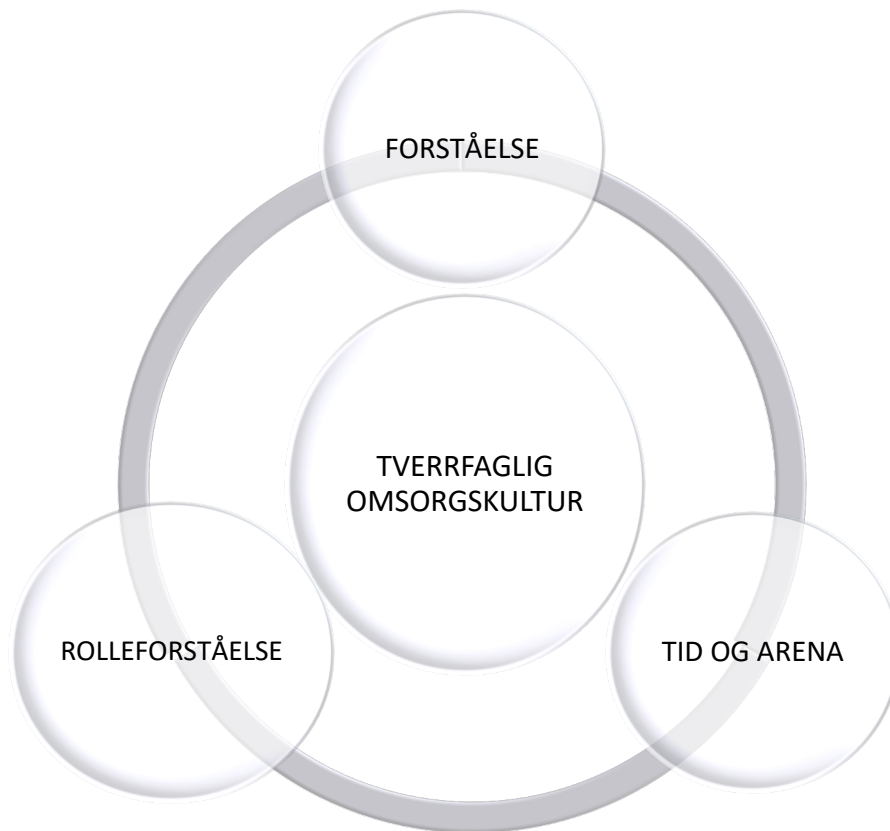 FORSTÅELSE
TVERRFAGLIG
OMSORGSKULTUR
ROLLEFORSTÅELSE
TID OG ARENA